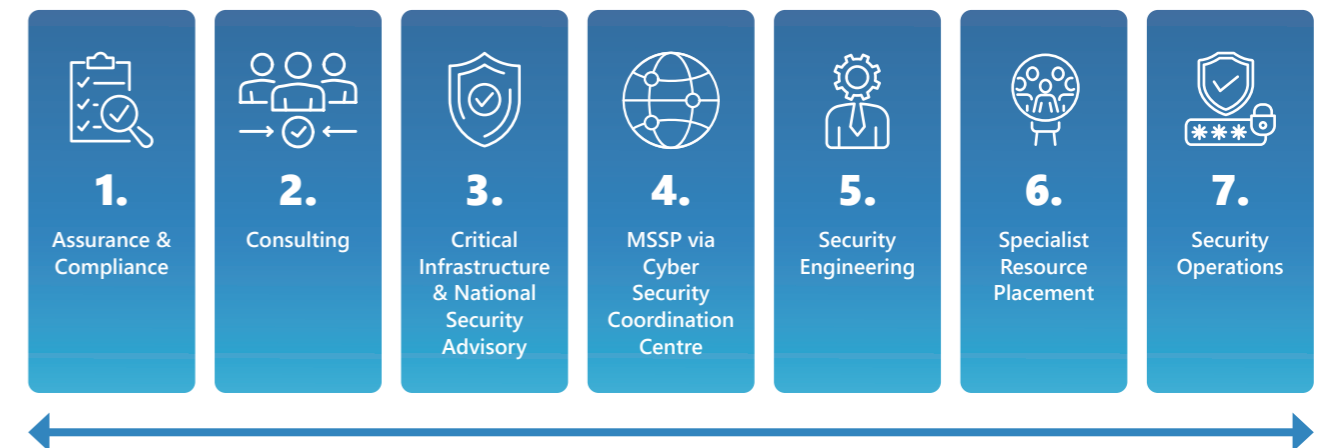 1.
Assurance &
Compliance
2.
Consulting
3.
Critical
Infrastructure
& National
Security
Advisory
4.
MSSP via
Cyber
Security
Coordination
Centre
5.
Security
Engineering
6.
Specialist
Resource
Placement
7.
***
Security
Operations